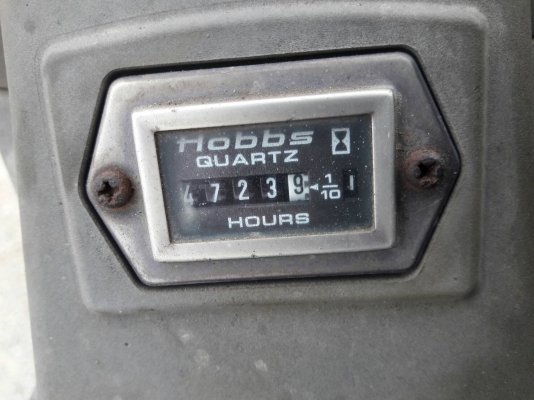 Hobbs
QUARTZ
47239 ◄ 1/10
HOURS